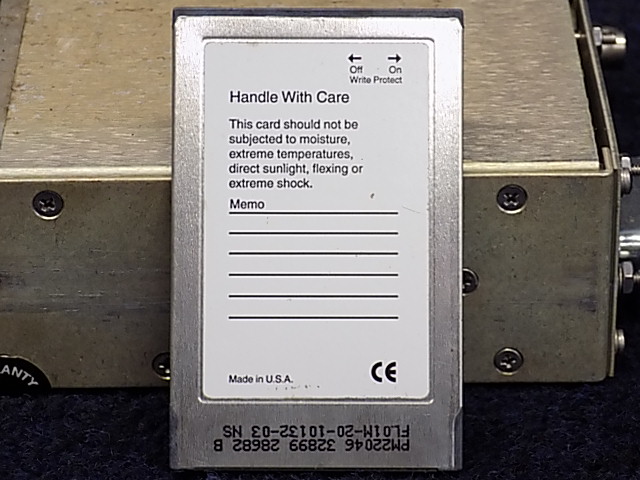 ← →
Off On
Write Protect
Handle With Care
This card should not be
subjected to moisture,
extreme temperatures,
direct sunlight, flexing or
extreme shock.
Memo
Made in U.S.A.
CE
PM22046 32899 28682 B
FL01M-20-10132-03 NS
ANTY